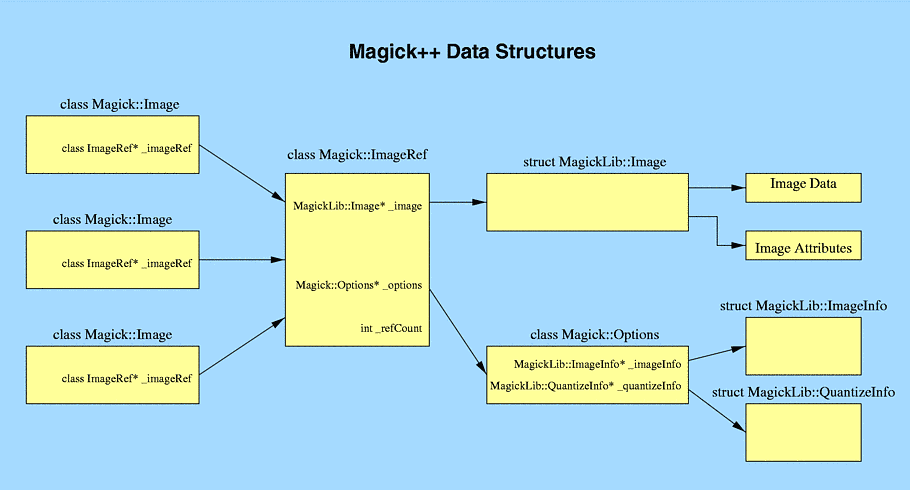 Magick++ Data Structures
class Magick::Image
class ImageRef* _imageRef
class Magick::Image
class ImageRef* _imageRef
class Magick::Image
class ImageRef* _imageRef
class Magick::ImageRef
MagickLib::Image* _image
Magick::Options* _options
int _refCount
struct MagickLib::Image
Image Data
Image Attributes
class Magick::Options
MagickLib::ImageInfo* _imageInfo
MagickLib::QuantizeInfo* _quantizeInfo
struct MagickLib::ImageInfo
struct MagickLib::QuantizeInfo